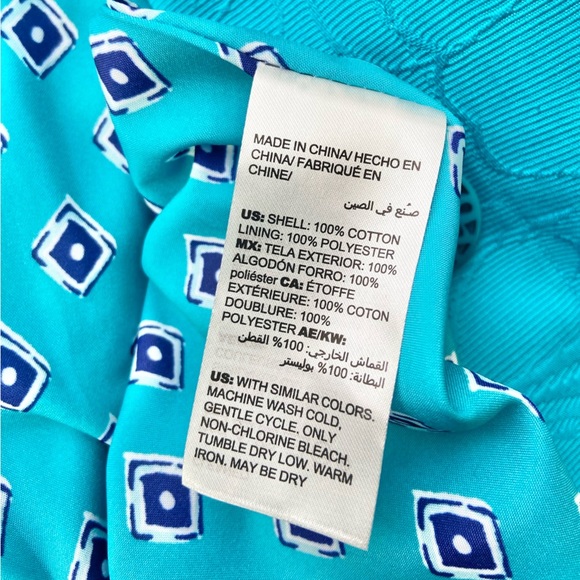 MADE IN CHINA/ HECHO EN
CHINA/ FABRIQUÉ EN
CHINE/
صُنع في الصين
US: SHELL: 100% COTTON
LINING: 100% POLYESTER
MX: TELA EXTERIOR: 100%
ALGODÓN FORRO: 100%
poliéster CA: ÉTOFFE
EXTÉRIEURE: 100% COTON
DOUBLURE: 100%
POLYESTER AE/KW:
القماش الخارجي: 100% القطن
البطانة: 100% بوليستر
US: WITH SIMILAR COLORS.
MACHINE WASH COLD,
GENTLE CYCLE. ONLY
NON-CHLORINE BLEACH.
TUMBLE DRY LOW. WARM
IRON. MAY BE DRY